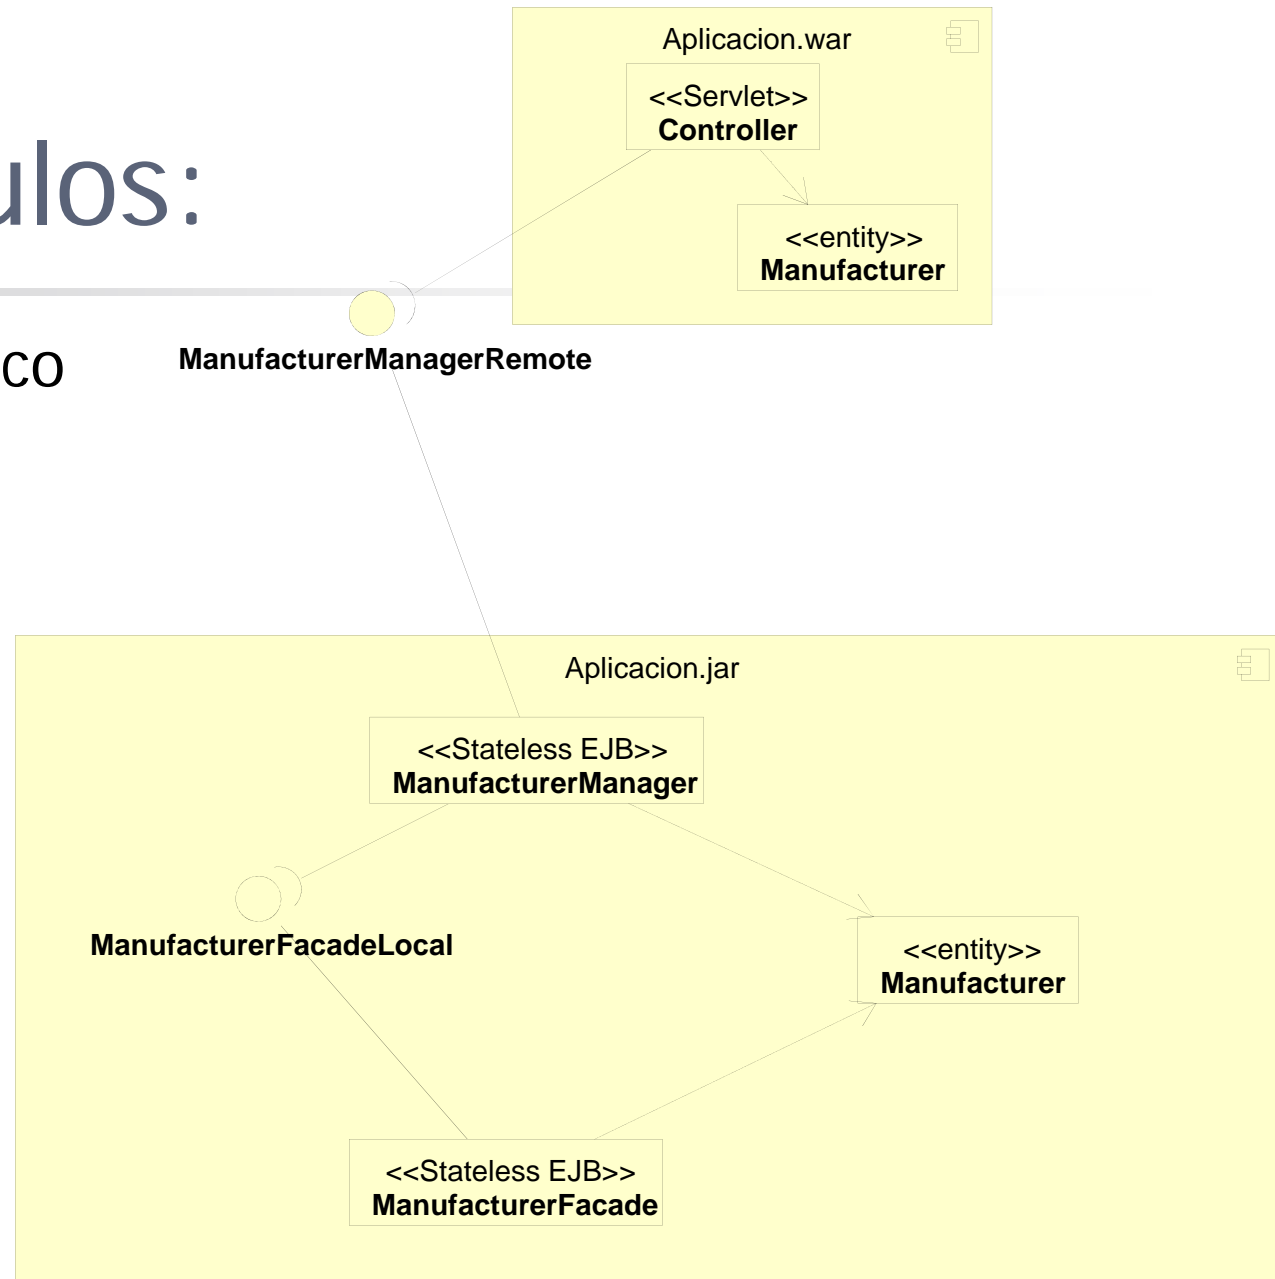 Aplicacion.war
<<Servlet>>
Controller
ulos:
<<entity>>
Manufacturer
co
ManufacturerManagerRemote
Aplicacion.jar
<<Stateless EJB>>
ManufacturerManager
ManufacturerFacadeLocal
<<entity>>
Manufacturer
<<Stateless EJB>>
ManufacturerFacade